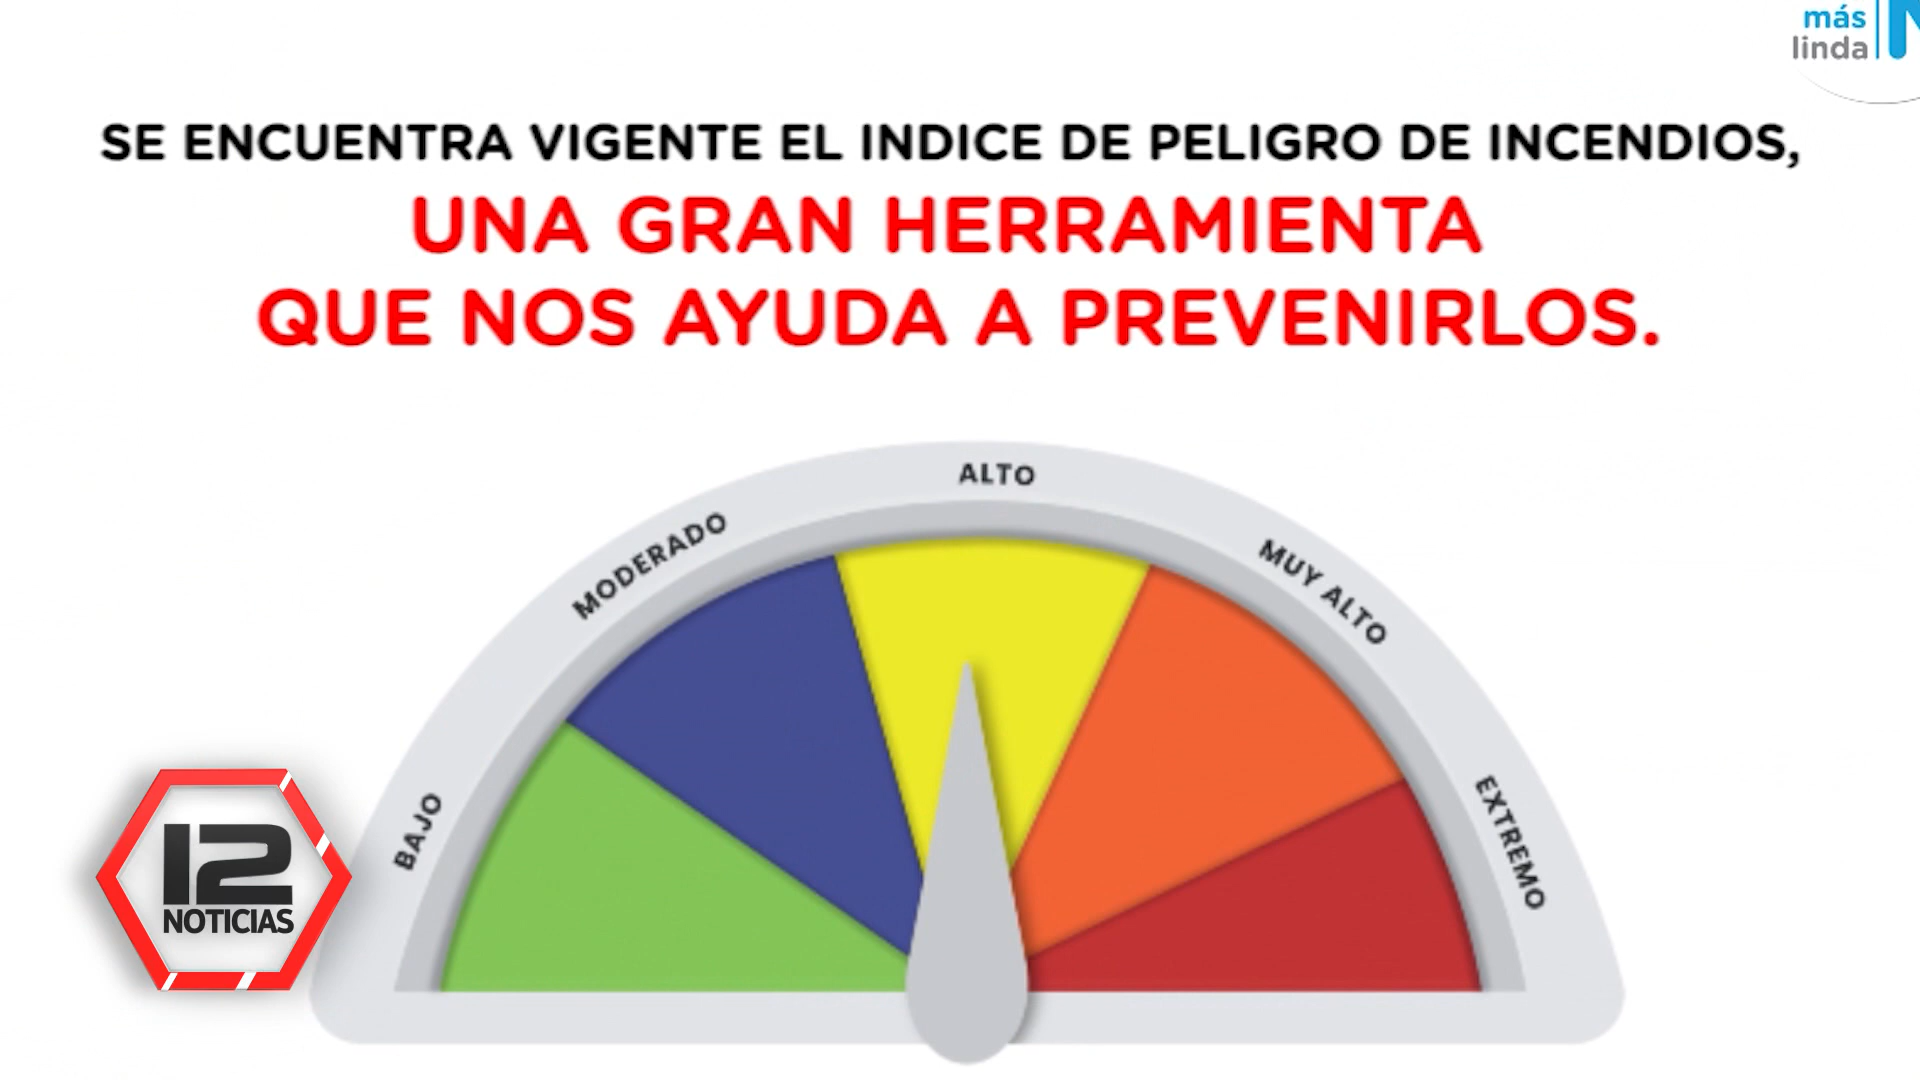 más
linda
SE ENCUENTRA VIGENTE EL INDICE DE PELIGRO DE INCENDIOS,
UNA GRAN HERRAMIENTA
QUE NOS AYUDA A PREVENIRLOS.
BAJO
MODERADO
ALTO
MUY ALTO
EXTREMO
12
NOTICIAS